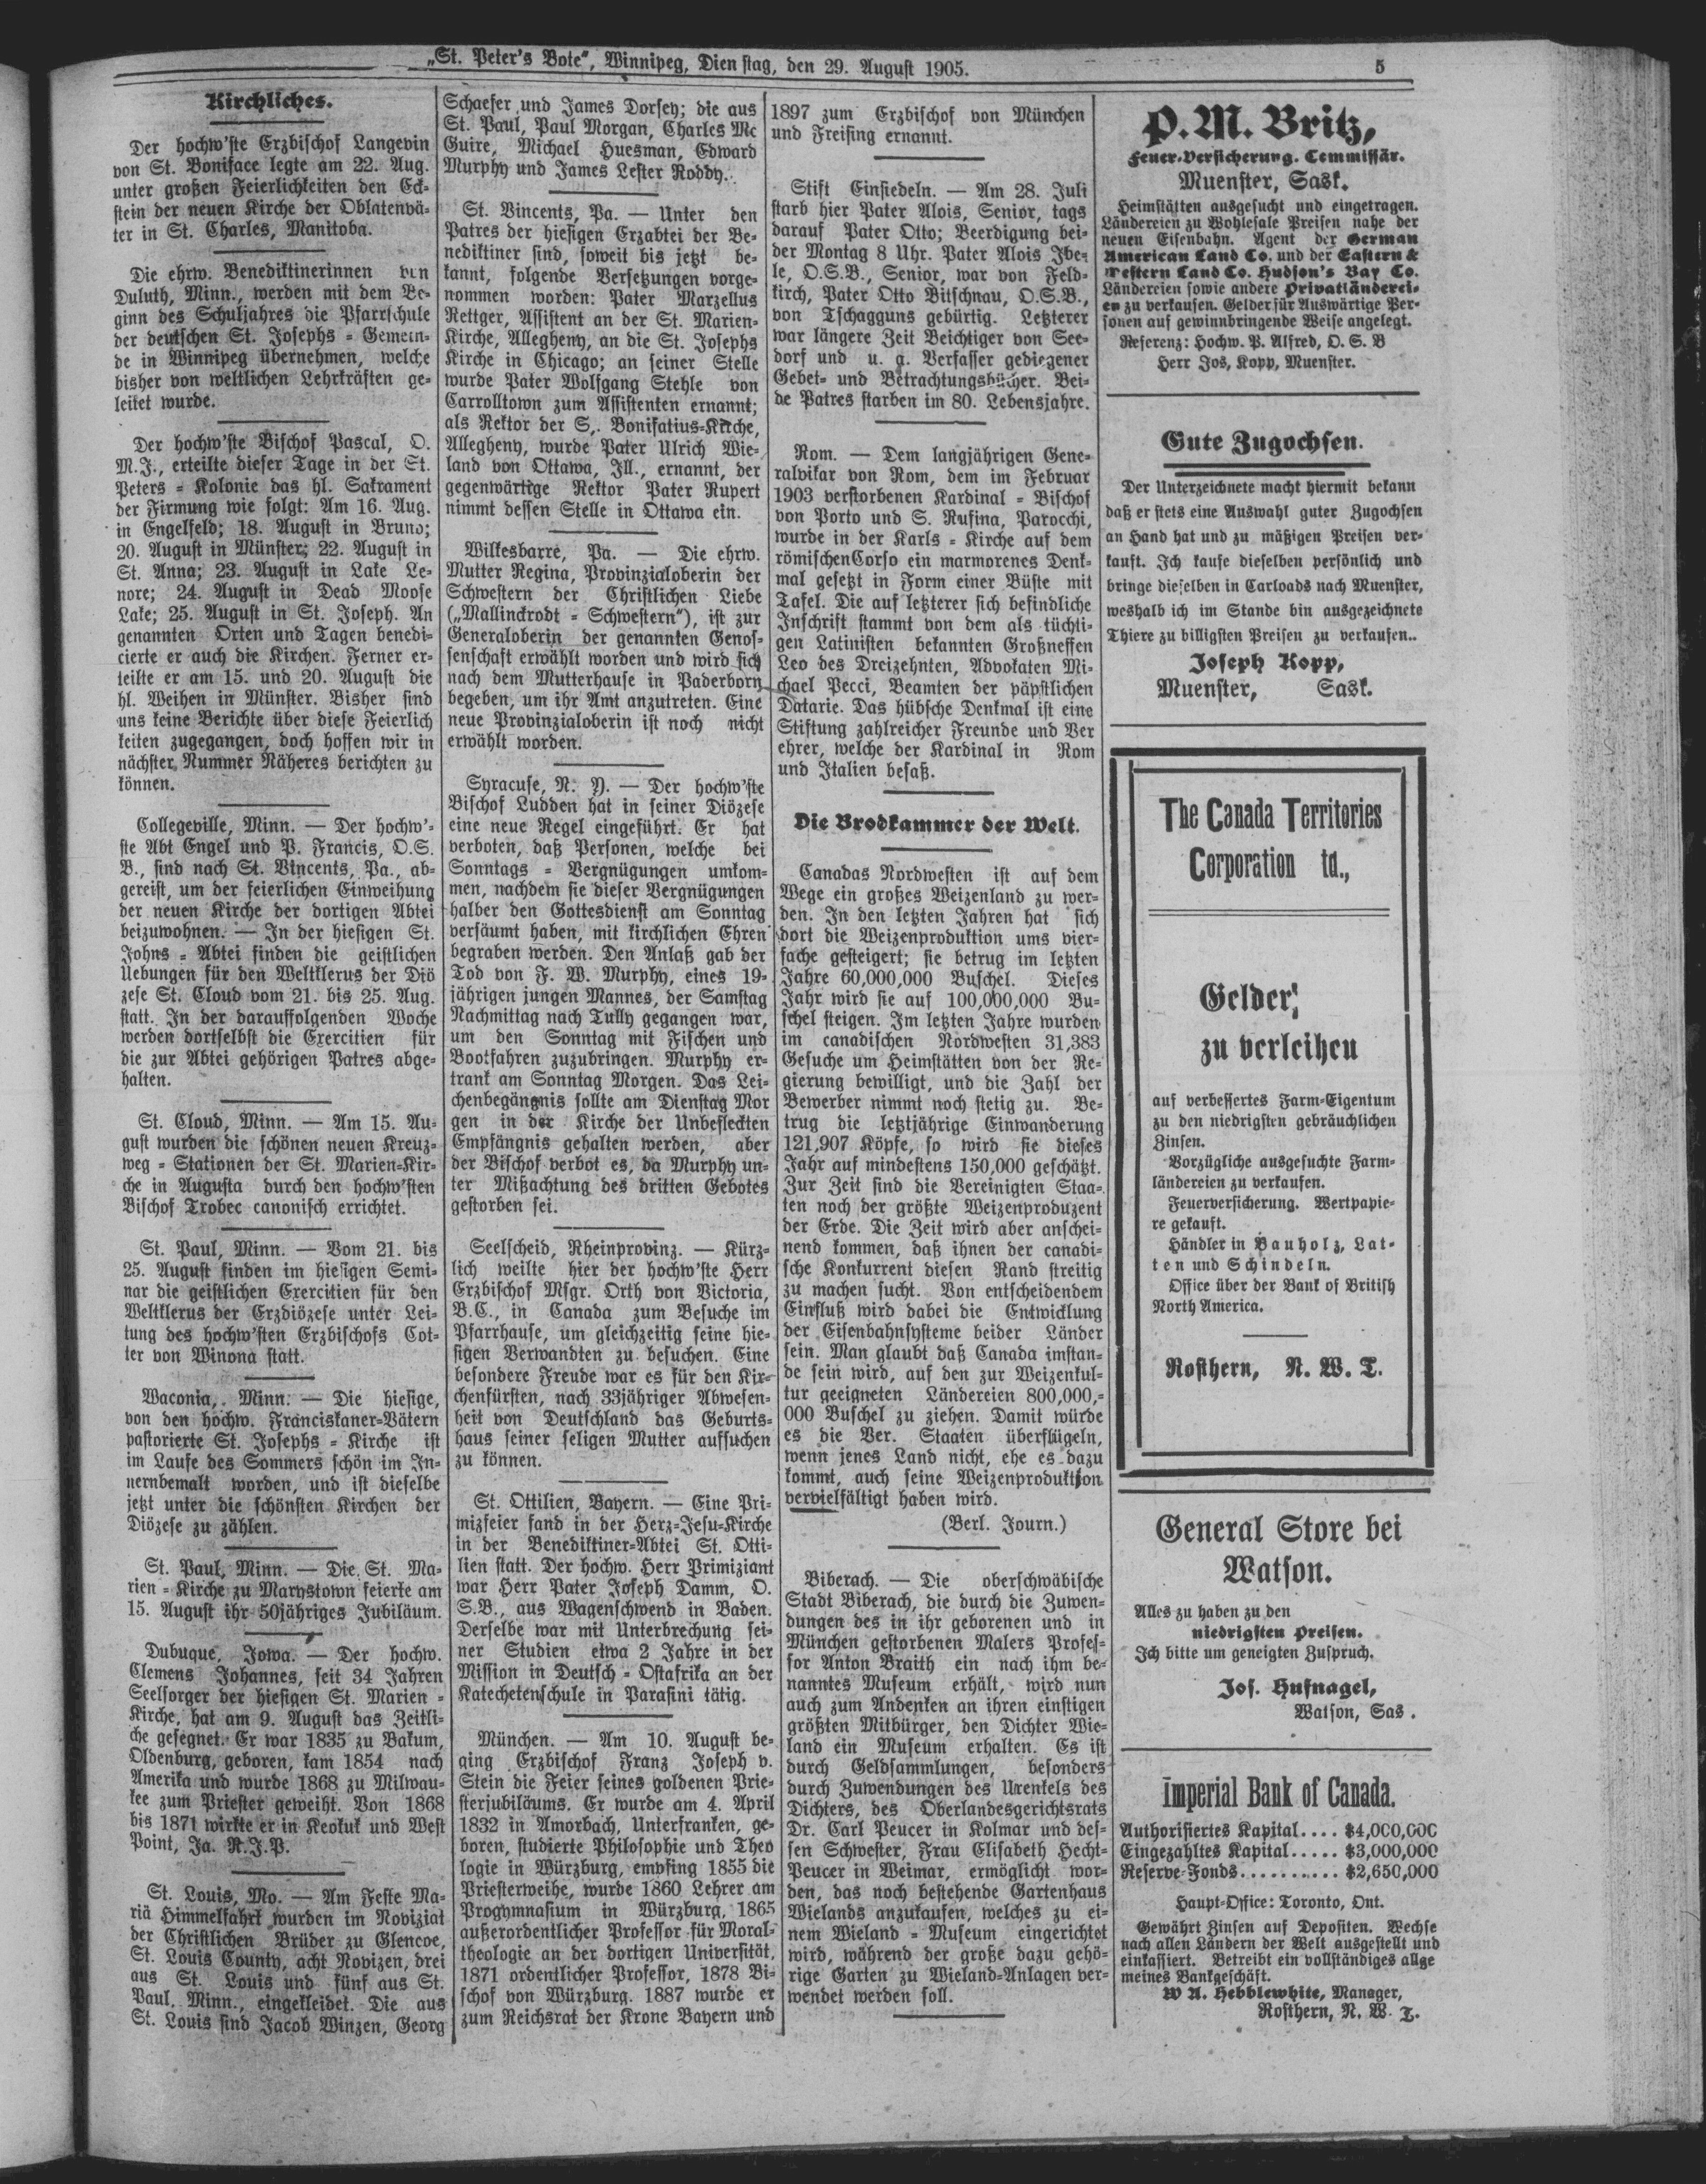 „St. Peter's Bote“, Winnipeg, Dienstag, den 29. August 1905.
5
Kirchliches.
Der hochw'ste Erzbischof Langevin
von St. Boniface legte am 22. Aug.
unter großen Feierlichkeiten den Eck-
stein der neuen Kirche der Oblatenvä-
ter in St. Charles, Manitoba.
Die ehrw. Benediktinerinnen von
Duluth, Minn., werden mit dem Be-
ginn des Schuljahres die Pfarrschule
der deutschen St. Josephs = Gemein-
de in Winnipeg übernehmen, welche
bisher von weltlichen Lehrkräften ge-
leitet wurde.
Der hochw'ste Bischof Pascal, O.
M.J., erteilte dieser Tage in der St.
Peters = Kolonie das hl. Sakrament
der Firmung wie folgt: Am 16. Aug.
in Engelfeld; 18. August in Bruno;
20. August in Münster; 22. August in
St. Anna; 23. August in Lake Le-
nore; 24. August in Dead Moose
Lake; 25. August in St. Joseph. An
genannten Orten und Tagen benedi-
cierte er auch die Kirchen. Ferner er-
teilte er am 15. und 20. August die
hl. Weihen in Münster. Bisher sind
uns keine Berichte über diese Feierlich
keiten zugegangen, doch hoffen wir in
nächster Nummer Näheres berichten zu
können.
Collegeville, Minn. — Der hochw'-
ste Abt Engel und P. Francis, O.S.
B., sind nach St. Vincents, Pa., ab-
gereist, um der feierlichen Einweihung
der neuen Kirche der dortigen Abtei
beizuwohnen. — In der hiesigen St.
Johns = Abtei finden die geistlichen
Uebungen für den Weltklerus der Diö
zese St. Cloud vom 21. bis 25. Aug.
statt. In der darauffolgenden Woche
werden dortselbst die Exercitien für
die zur Abtei gehörigen Patres abge-
halten.
St. Cloud, Minn. — Am 15. Au-
gust wurden die schönen neuen Kreuz-
weg = Stationen der St. Marien-Kir-
che in Augusta durch den hochw'sten
Bischof Trobec canonisch errichtet.
St. Paul, Minn. — Vom 21. bis
25. August finden im hiesigen Semi-
nar die geistlichen Exercitien für den
Weltklerus der Erzdiözese unter Lei-
tung des hochw'sten Erzbischofs Cot-
ter von Winona statt.
Waconia,. Minn. — Die hiesige,
von den hochw. Franciskaner-Vätern
pastorierte St. Josephs = Kirche ist
im Laufe des Sommers schön im In-
nernbemalt worden, und ist dieselbe
jetzt unter die schönsten Kirchen der
Diözese zu zählen.
St. Paul, Minn. — Die St. Ma-
rien = Kirche zu Marystown feierte am
15. August ihr 50jähriges Jubiläum.
Dubuque, Jowa. — Der hochw.
Clemens Johannes, seit 34 Jahren
Seelsorger der hiesigen St. Marien =
Kirche, hat am 9. August das Zeitli-
che gesegnet. Er war 1835 zu Bakum,
Oldenburg, geboren, kam 1854 nach
Amerika und wurde 1868 zu Milwau-
kee zum Priester geweiht. Von 1868
bis 1871 wirkte er in Keokuk und West
Point, Ja. R.J.P.
St. Louis, Mo. — Am Feste Ma-
riä Himmelfahrt wurden im Noviziat
der Christlichen Brüder zu Glencoe,
St. Louis County, acht Novizen, drei
aus St. Louis und fünf aus St.
Paul, Minn., eingekleidet. Die aus
St. Louis sind Jacob Winzen, Georg
Schaefer und James Dorsey; die aus
St. Paul, Paul Morgan, Charles Mc
Guire, Michael Huesman, Edward
Murphy und James Lester Roddy.
St. Vincents, Pa. — Unter den
Patres der hiesigen Erzabtei der Be-
nediktiner sind, soweit bis jetzt be-
kannt, folgende Versetzungen vorge-
nommen worden: Pater Marzellus
Rettger, Assistent an der St. Marien-
Kirche, Allegheny, an die St. Josephs
Kirche in Chicago; an seiner Stelle
wurde Pater Wolfgang Stehle von
Carrolltown zum Assistenten ernannt;
als Rektor der S,. Bonifatius-Kirche,
Allegheny, wurde Pater Ulrich Wie-
land von Ottawa, Jll., ernannt, der
gegenwärtige Rektor Pater Rupert
nimmt dessen Stelle in Ottawa ein.
Wilkesbarre, Pa. — Die ehrw.
Mutter Regina, Provinzialoberin der
Schwestern der Christlichen Liebe
(„Mallinckrodt = Schwestern“), ist zur
Generaloberin der genannten Genos-
senschaft erwählt worden und wird sich
nach dem Mutterhause in Paderborn
begeben, um ihr Amt anzutreten. Eine
neue Provinzialoberin ist noch nicht
erwählt worden.
Syracuse, N. Y. — Der hochw'ste
Bischof Ludden hat in seiner Diözese
eine neue Regel eingeführt. Er hat
verboten, daß Personen, welche bei
Sonntags = Vergnügungen umkom-
men, nachdem sie dieser Vergnügungen
halber den Gottesdienst am Sonntag
versäumt haben, mit kirchlichen Ehren
begraben werden. Den Anlaß gab der
Tod von F. W. Murphy, eines 19-
jährigen jungen Mannes, der Samstag
Nachmittag nach Tully gegangen war,
um den Sonntag mit Fischen und
Bootfahren zuzubringen. Murphy er-
trank am Sonntag Morgen. Das Lei-
chenbegängnis sollte am Dienstag Mor
gen in der Kirche der Unbefleckten
Empfängnis gehalten werden, aber
der Bischof verbot es, da Murphy un-
ter Mißachtung des dritten Gebotes
gestorben sei.
Seelscheid, Rheinprovinz. — Kürz-
lich weilte hier der hochw'ste Herr
Erzbischof Msgr. Orth von Victoria,
B.C., in Canada zum Besuche im
Pfarrhause, um gleichzeitig seine hie-
sigen Verwandten zu besuchen. Eine
besondere Freude war es für den Kir-
chenfürsten, nach 33jähriger Abwesen-
heit von Deutschland das Geburts-
haus seiner seligen Mutter aufsuchen
zu können.
St. Ottilien, Bayern. — Eine Pri-
mizfeier fand in der Herz-Jesu-Kirche
in der Benediktiner-Abtei St. Otti-
lien statt. Der hochw. Herr Primiziant
war Herr Pater Joseph Damm, O.
S.B., aus Wagenschwend in Baden.
Derselbe war mit Unterbrechung sei-
ner Studien etwa 2 Jahre in der
Mission in Deutsch = Ostafrika an der
Katechetenschule in Parasini tätig.
München. — Am 10. August be-
ging Erzbischof Franz Joseph v.
Stein die Feier seines goldenen Prie-
sterjubiläums. Er wurde am 4. April
1832 in Amorbach, Unterfranken, ge-
boren, studierte Philosophie und Theo
logie in Würzburg, empfing 1855 die
Priesterweihe, wurde 1860 Lehrer am
Progymnasium in Würzburg, 1865
außerordentlicher Professor für Moral-
theologie an der dortigen Universität,
1871 ordentlicher Professor, 1878 Bi-
schof von Würzburg. 1887 wurde er
zum Reichsrat der Krone Bayern und
1897 zum Erzbischof von München
und Freising ernannt.
Stift Einsiedeln. — Am 28. Juli
starb hier Pater Alois, Senior, tags
darauf Pater Otto; Beerdigung bei-
der Montag 8 Uhr. Pater Alois Jbe-
le, O.S.B., Senior, war von Feld-
kirch, Pater Otto Bitschnau, O.S.B.,
von Tschagguns gebürtig. Letzterer
war längere Zeit Beichtiger von See-
dorf und u. a. Verfasser gediegener
Gebet- und Betrachtungsbücher. Bei-
de Patres starben im 80. Lebensjahre.
Rom. — Dem langjährigen Gene-
ralvikar von Rom, dem im Februar
1903 verstorbenen Kardinal = Bischof
von Porto und S. Rufina, Parocchi,
wurde in der Karls = Kirche auf dem
römischenCorso ein marmorenes Denk-
mal gesetzt in Form einer Büste mit
Tafel. Die auf letzterer sich befindliche
Inschrift stammt von dem als tüchti-
gen Latinisten bekannten Großneffen
Leo des Dreizehnten, Advokaten Mi-
chael Pecci, Beamten der päpstlichen
Datarie. Das hübsche Denkmal ist eine
Stiftung zahlreicher Freunde und Ver
ehrer, welche der Kardinal in Rom
und Italien besaß.
Die Brodkammer der Welt.
Canadas Nordwesten ist auf dem
Wege ein großes Weizenland zu wer-
den. In den letzten Jahren hat sich
dort die Weizenproduktion ums vier-
fache gesteigert; sie betrug im letzten
Jahre 60,000,000 Buschel. Dieses
Jahr wird sie auf 100,000,000 Bu-
schel steigen. Im letzten Jahre wurden
im canadischen Nordwesten 31,383
Gesuche um Heimstätten von der Re-
gierung bewilligt, und die Zahl der
Bewerber nimmt noch stetig zu. Be-
trug die letztjährige Einwanderung
121,907 Köpfe, so wird sie dieses
Jahr auf mindestens 150,000 geschätzt.
Zur Zeit sind die Vereinigten Staa-
ten noch der größte Weizenproduzent
der Erde. Die Zeit wird aber anschei-
nend kommen, daß ihnen der canadi-
sche Konkurrent diesen Rand streitig
zu machen sucht. Von entscheidendem
Einfluß wird dabei die Entwicklung
der Eisenbahnsysteme beider Länder
sein. Man glaubt daß Canada imstan-
de sein wird, auf den zur Weizenkul-
tur geeigneten Ländereien 800,000,-
000 Buschel zu ziehen. Damit würde
es die Ver. Staaten überflügeln,
wenn jenes Land nicht, ehe es dazu
kommt, auch seine Weizenproduktion
vervielfältigt haben wird.
(Berl. Journ.)
Biberach. — Die oberschwäbische
Stadt Biberach, die durch die Zuwen-
dungen des in ihr geborenen und in
München gestorbenen Malers Profes-
sor Anton Braith ein nach ihm be-
nanntes Museum erhält, wird nun
auch zum Andenken an ihren einstigen
größten Mitbürger, den Dichter Wie-
land ein Museum erhalten. Es ist
durch Geldsammlungen, besonders
durch Zuwendungen des Urenkels des
Dichters, des Oberlandesgerichtsrats
Dr. Carl Peucer in Kolmar und des-
sen Schwester, Frau Elisabeth Hecht-
Peucer in Weimar, ermöglicht wor-
den, das noch bestehende Gartenhaus
Wielands anzukaufen, welches zu ei-
nem Wieland = Museum eingerichtet
wird, während der große dazu gehö-
rige Garten zu Wieland-Anlagen ver-
wendet werden soll.
P. M. Britz,
Feuer-Versicherung. Commissär.
Muenster, Sask.
Heimstätten ausgesucht und eingetragen.
Ländereien zu Wohlesale Preisen nahe der
neuen Eisenbahn. Agent der German
American Land Co. und der Eastern &
Western Land Co. Hudson's Bay Co.
Ländereien sowie andere Privatländerei-
en zu verkaufen. Gelder für Auswärtige Per-
sonen auf gewinnbringende Weise angelegt.
Referenz: Hochw. P. Alfred, O. S. B
Herr Jos, Kopp, Muenster.
Gute Zugochsen.
Der Unterzeichnete macht hiermit bekann
daß er stets eine Auswahl guter Zugochsen
an Hand hat und zu mäßigen Preisen ver-
kauft. Ich kaufe dieselben persönlich und
bringe dieselben in Carloads nach Muenster,
weshalb ich im Stande bin ausgezeichnete
Thiere zu billigsten Preisen zu verkaufen..
Joseph Kopp,
Muenster, Sask.
The Canada Territories
Corporation td.,
Gelder,
zu verleihen
auf verbessertes Farm-Eigentum
zu den niedrigsten gebräuchlichen
Zinsen.
Vorzügliche ausgesuchte Farm-
ländereien zu verkaufen.
Feuerversicherung. Wertpapie-
re gekauft.
Händler in Bauholz, Lat-
ten und Schindeln.
Office über der Bank of British
North America.
Rosthern, N. W. T.
General Store bei
Watson.
Alles zu haben zu den
niedrigsten Preisen.
Ich bitte um geneigten Zuspruch.
Jos. Hufnagel,
Watson, Sas .
Imperial Bank of Canada.
Authorisiertes Kapital.... $4,000,000
Eingezahltes Kapital..... $3,000,000
Reserve-Fonds.......... $2,650,000
Haupt-Office: Toronto, Ont.
Gewährt Zinsen auf Depositen. Wechse
nach allen Ländern der Welt ausgestellt und
einkassiert. Betreibt ein vollständiges allge
meines Bankgeschäft.
W A. Hebblewhite, Manager,
Rosthern, N. W. T.